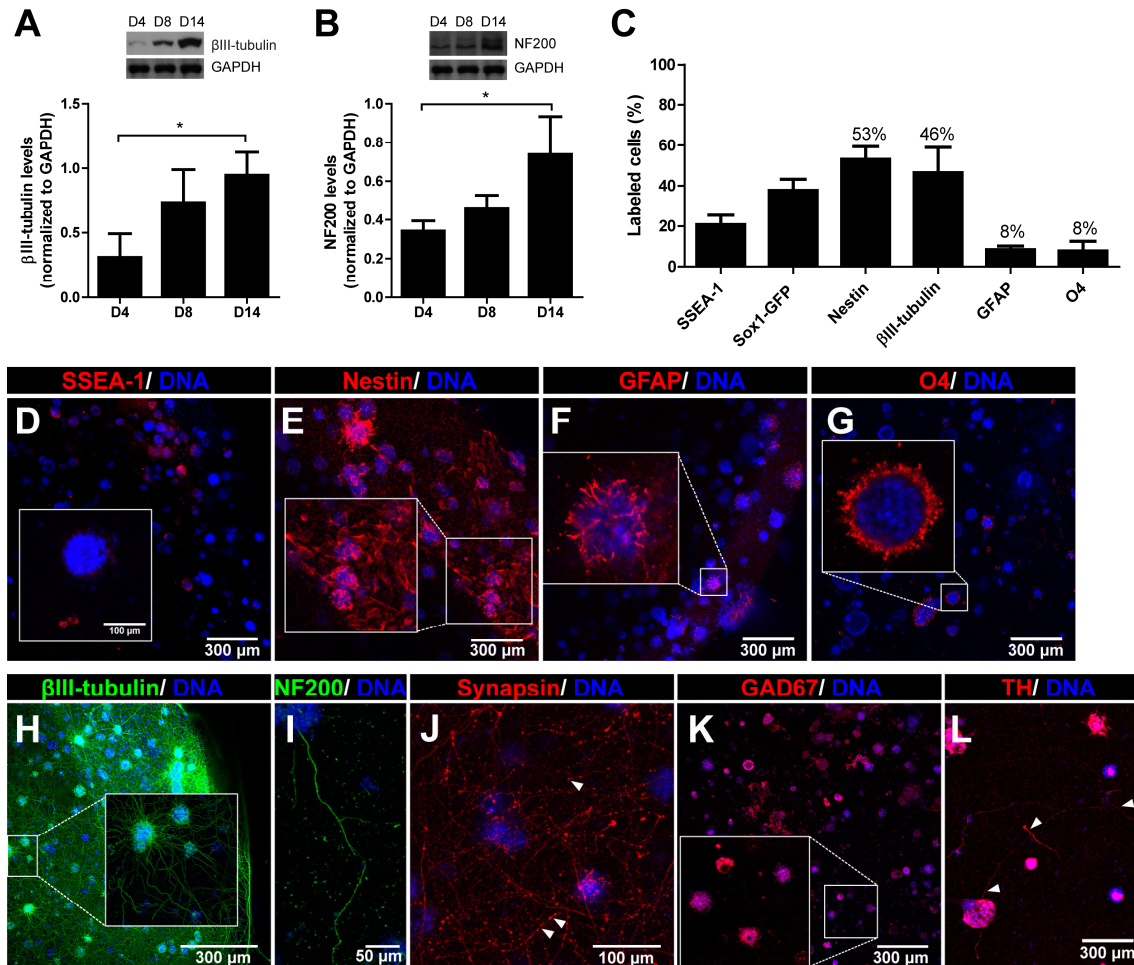 A
D4 D8 D14
βIII-tubulin
GAPDH
βIII-tubulin levels
(normalized to GAPDH)
1.5
1.0
0.5
0.0
*
D4 D8 D14
B
D4 D8 D14
NF200
GAPDH
NF200 levels
(normalized to GAPDH)
1.0
0.8
0.6
0.4
0.2
0.0
*
D4 D8 D14
C
Labeled cells (%)
100
80
60
40
20
0
53%
46%
8%
8%
SSEA-1
Sox1-GFP
Nestin
βIII-tubulin
GFAP
O4
SSEA-1/ DNA
D
100 µm
300 µm
Nestin/ DNA
E
300 µm
GFAP/ DNA
F
300 µm
O4/ DNA
G
300 µm
βIII-tubulin/ DNA
H
300 µm
NF200/ DNA
I
50 µm
Synapsin/ DNA
J
100 µm
GAD67/ DNA
K
300 µm
TH/ DNA
L
300 µm